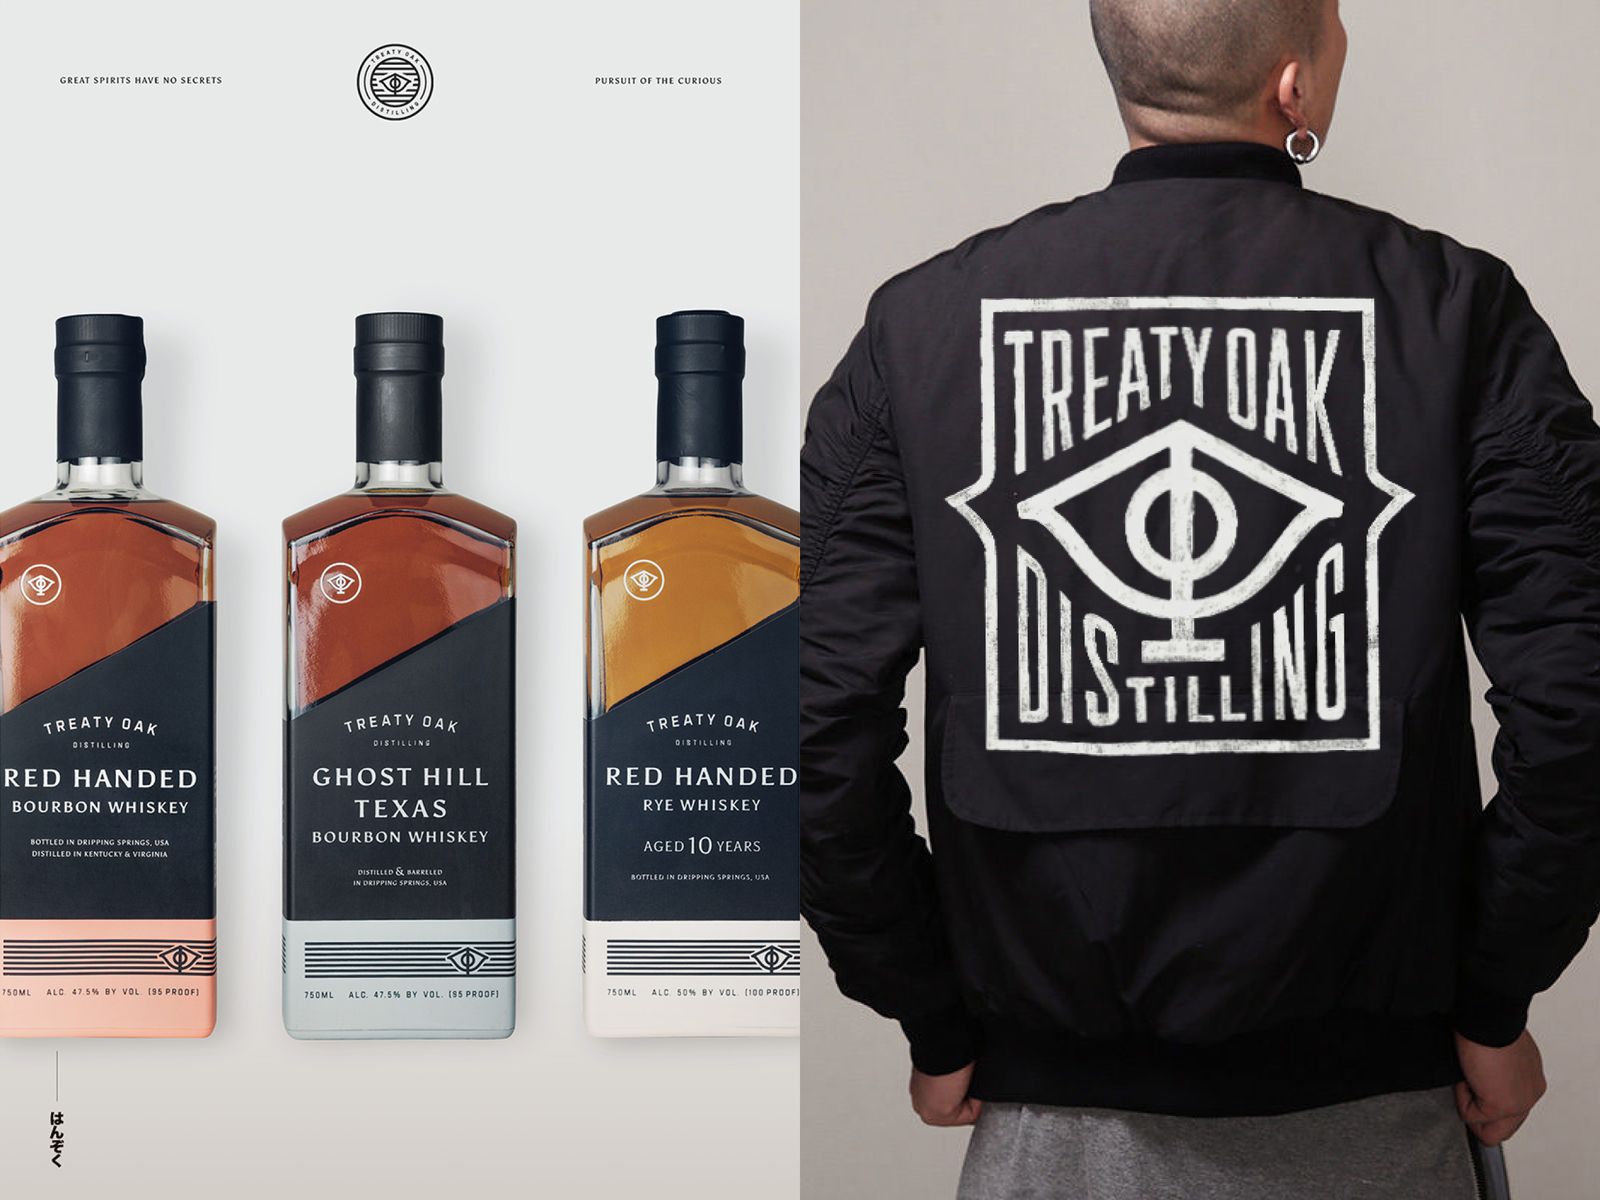 GREAT SPIRITS HAVE NO SECRETS
TREATY OAK
DISTILLING
PURSUIT OF THE CURIOUS
TREATY OAK
DISTILLING
RED HANDED
BOURBON WHISKEY
BOTTLED IN DRIPPING SPRINGS, USA
DISTILLED IN KENTUCKY & VIRGINIA
750ML ALC. 47.5% BY VOL. (95 PROOF)
TREATY OAK
DISTILLING
GHOST HILL
TEXAS
BOURBON WHISKEY
DISTILLED & BARRELED
IN DRIPPING SPRINGS, USA
750ML ALC. 47.5% BY VOL. (95 PROOF)
TREATY OAK
DISTILLING
RED HANDED
RYE WHISKEY
AGED 10 YEARS
BOTTLED IN DRIPPING SPRINGS, USA
750ML ALC. 50% BY VOL. (100 PROOF)
はんぞく
TREATY OAK
DISTILLING